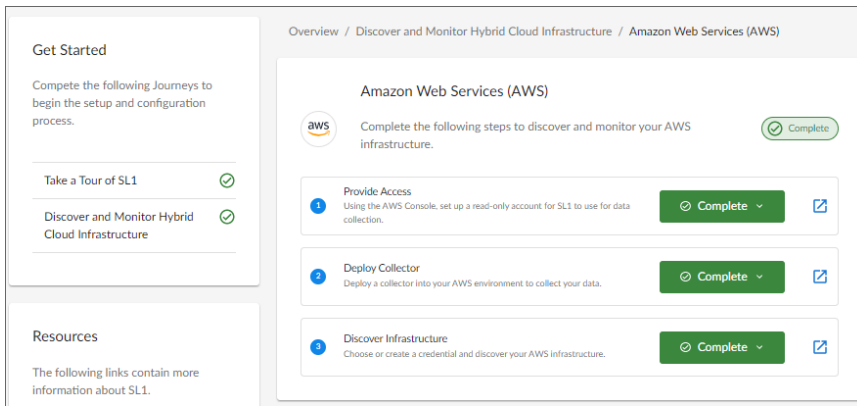 Get Started
Compete the following Journeys to
begin the setup and configuration
process.
Take a Tour of SL1
Discover and Monitor Hybrid
Cloud Infrastructure
Resources
The following links contain more
information about SL1.
Overview / Discover and Monitor Hybrid Cloud Infrastructure / Amazon Web Services (AWS)
Amazon Web Services (AWS)
aws
Complete the following steps to discover and monitor your AWS
infrastructure.
Complete
1
Provide Access
Using the AWS Console, set up a read-only account for SL1 to use for data
collection.
Complete
2
Deploy Collector
Deploy a collector into your AWS environment to collect your data.
Complete
3
Discover Infrastructure
Choose or create a credential and discover your AWS infrastructure.
Complete